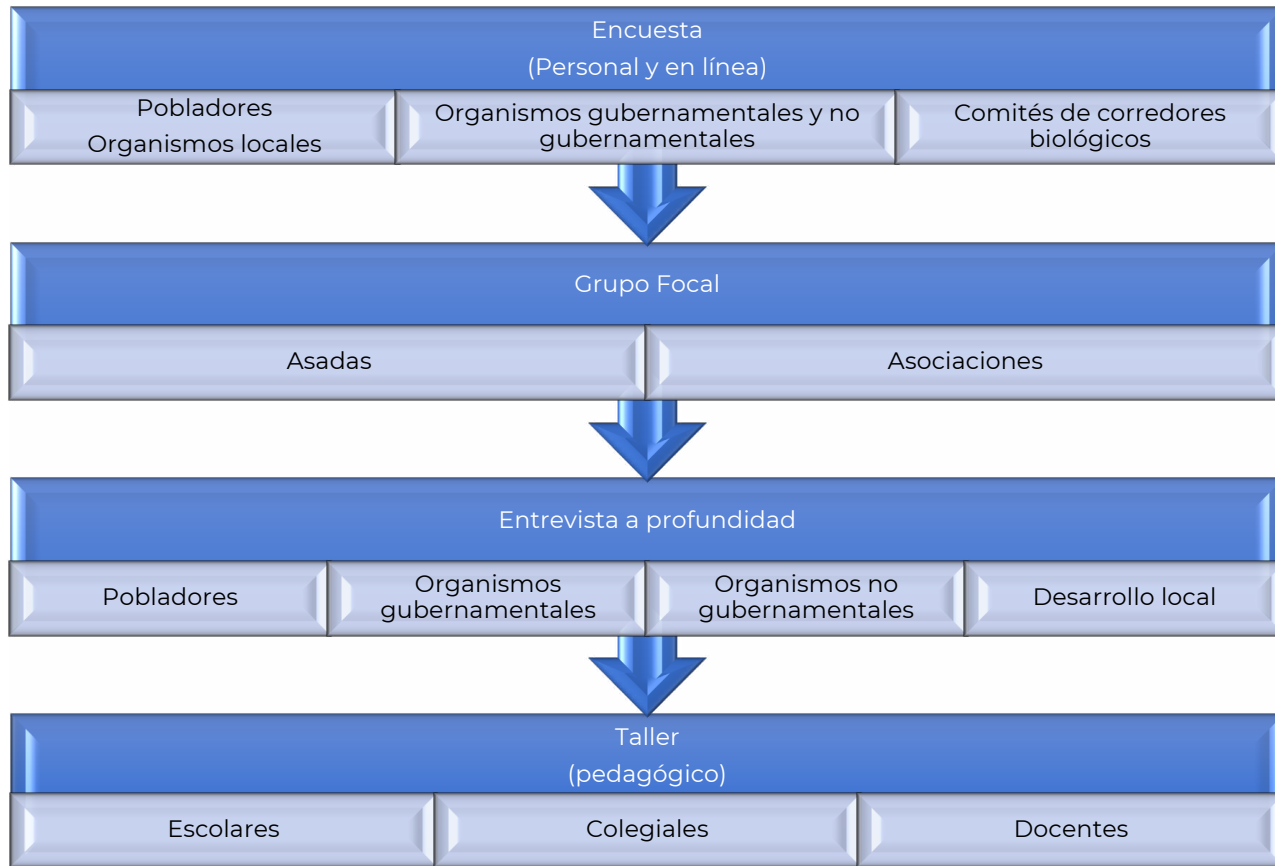 Encuesta
(Personal y en línea)
Pobladores
Organismos locales
Organismos gubernamentales y no
gubernamentales
Comités de corredores
biológicos
Grupo Focal
Asadas
Asociaciones
Entrevista a profundidad
Pobladores
Organismos
gubernamentales
Organismos no
gubernamentales
Desarrollo local
Taller
(pedagógico)
Escolares
Colegiales
Docentes